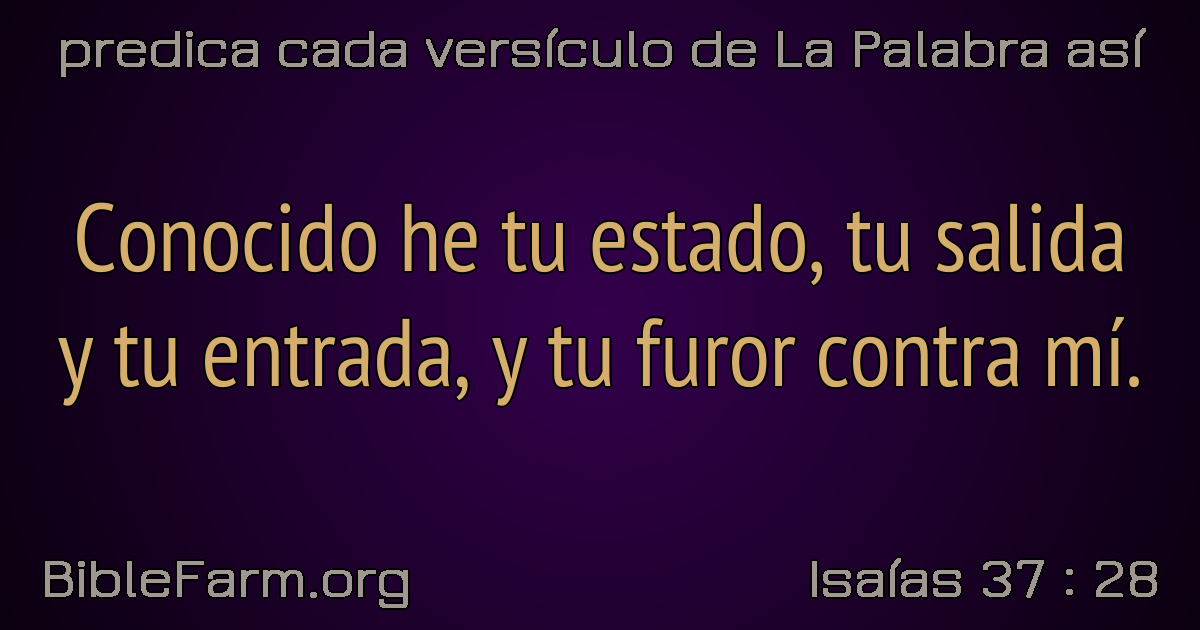 predica cada versículo de La Palabra así
Conocido he tu estado, tu salida
y tu entrada, y tu furor contra mí.
BibleFarm.org
Isaías 37 : 28